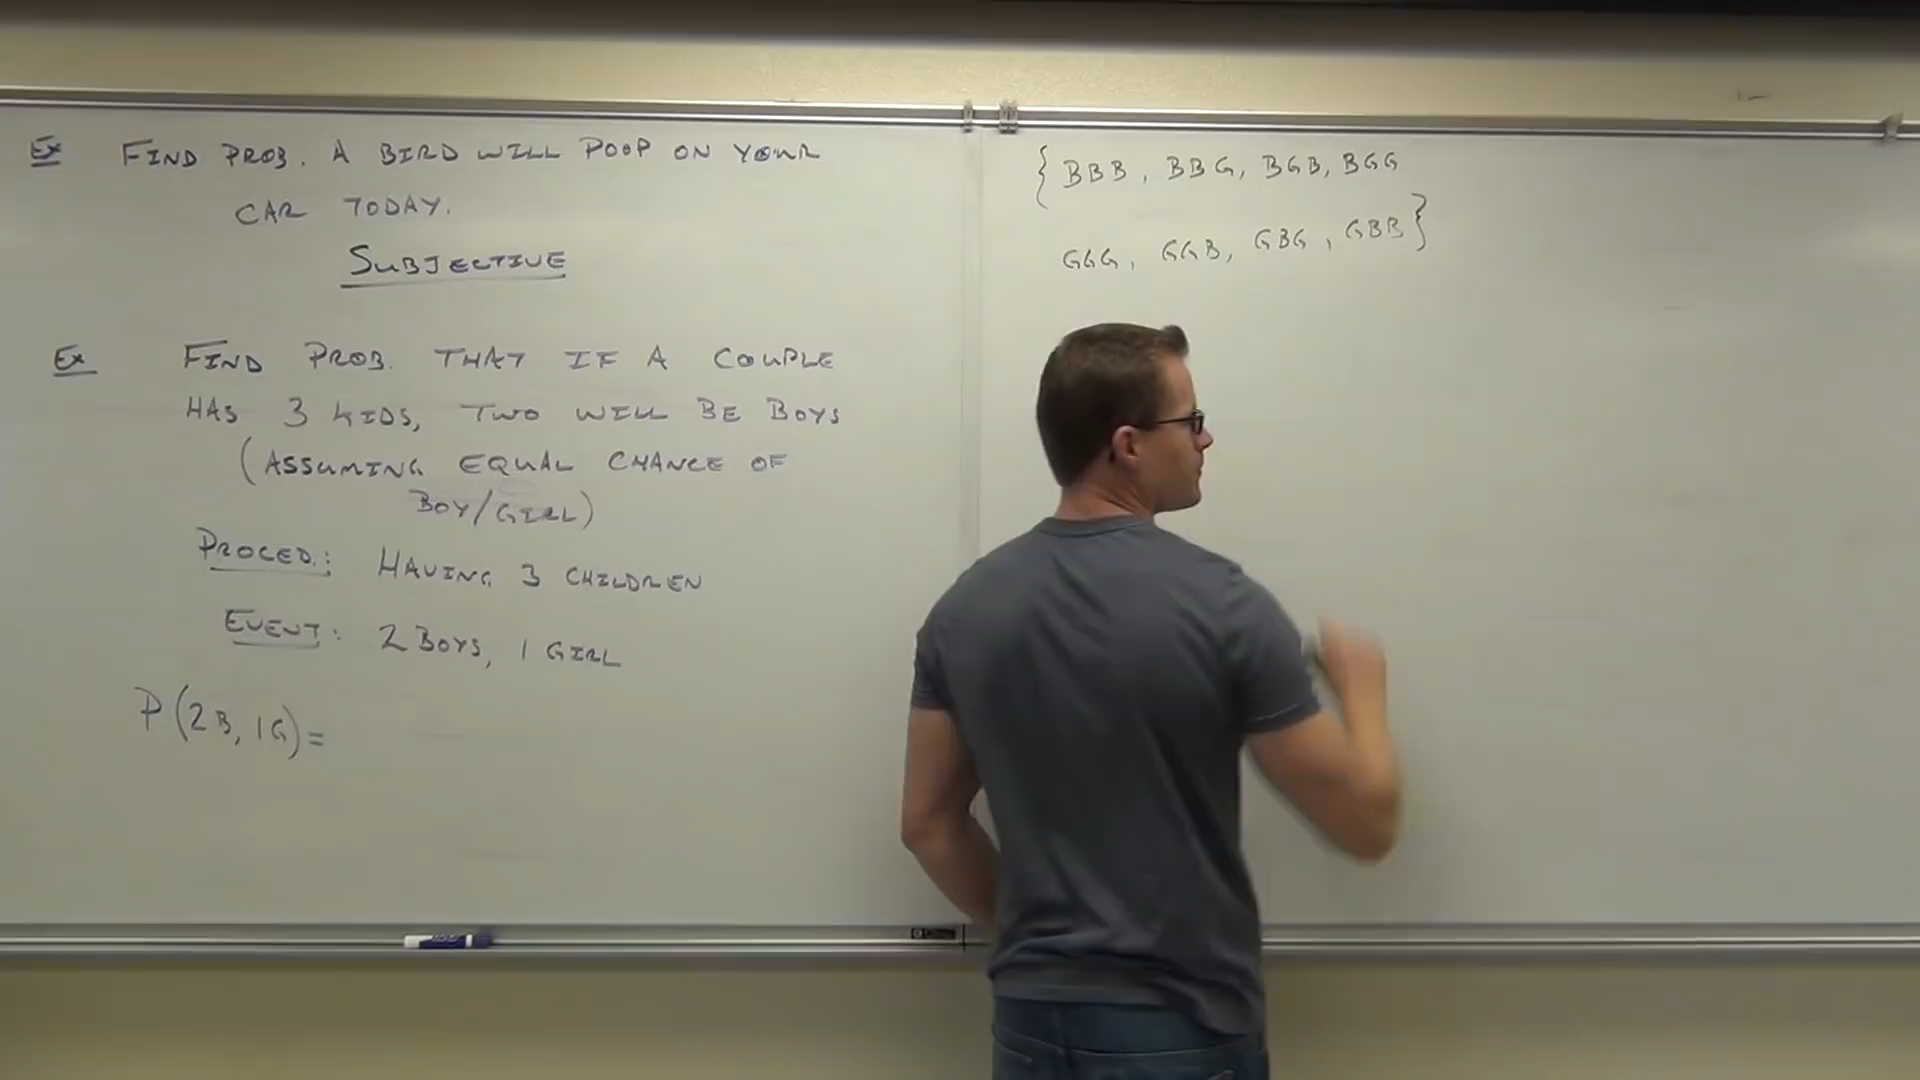 Ex FIND PROB. A BIRD WILL POOP ON YOUR
CAR TODAY.
SUBJECTIVE
Ex FIND PROB. THAT IF A COUPLE
HAS 3 KIDS, TWO WILL BE BOYS
(ASSUMING EQUAL CHANCE OF
BOY/GIRL)
PROCED.: HAVING 3 CHILDREN
EVENT: 2 BOYS, 1 GIRL
P(2B, 1G)=
{BBB, BBG, BGB, BGG
GGG, GGB, GBG, GBB}